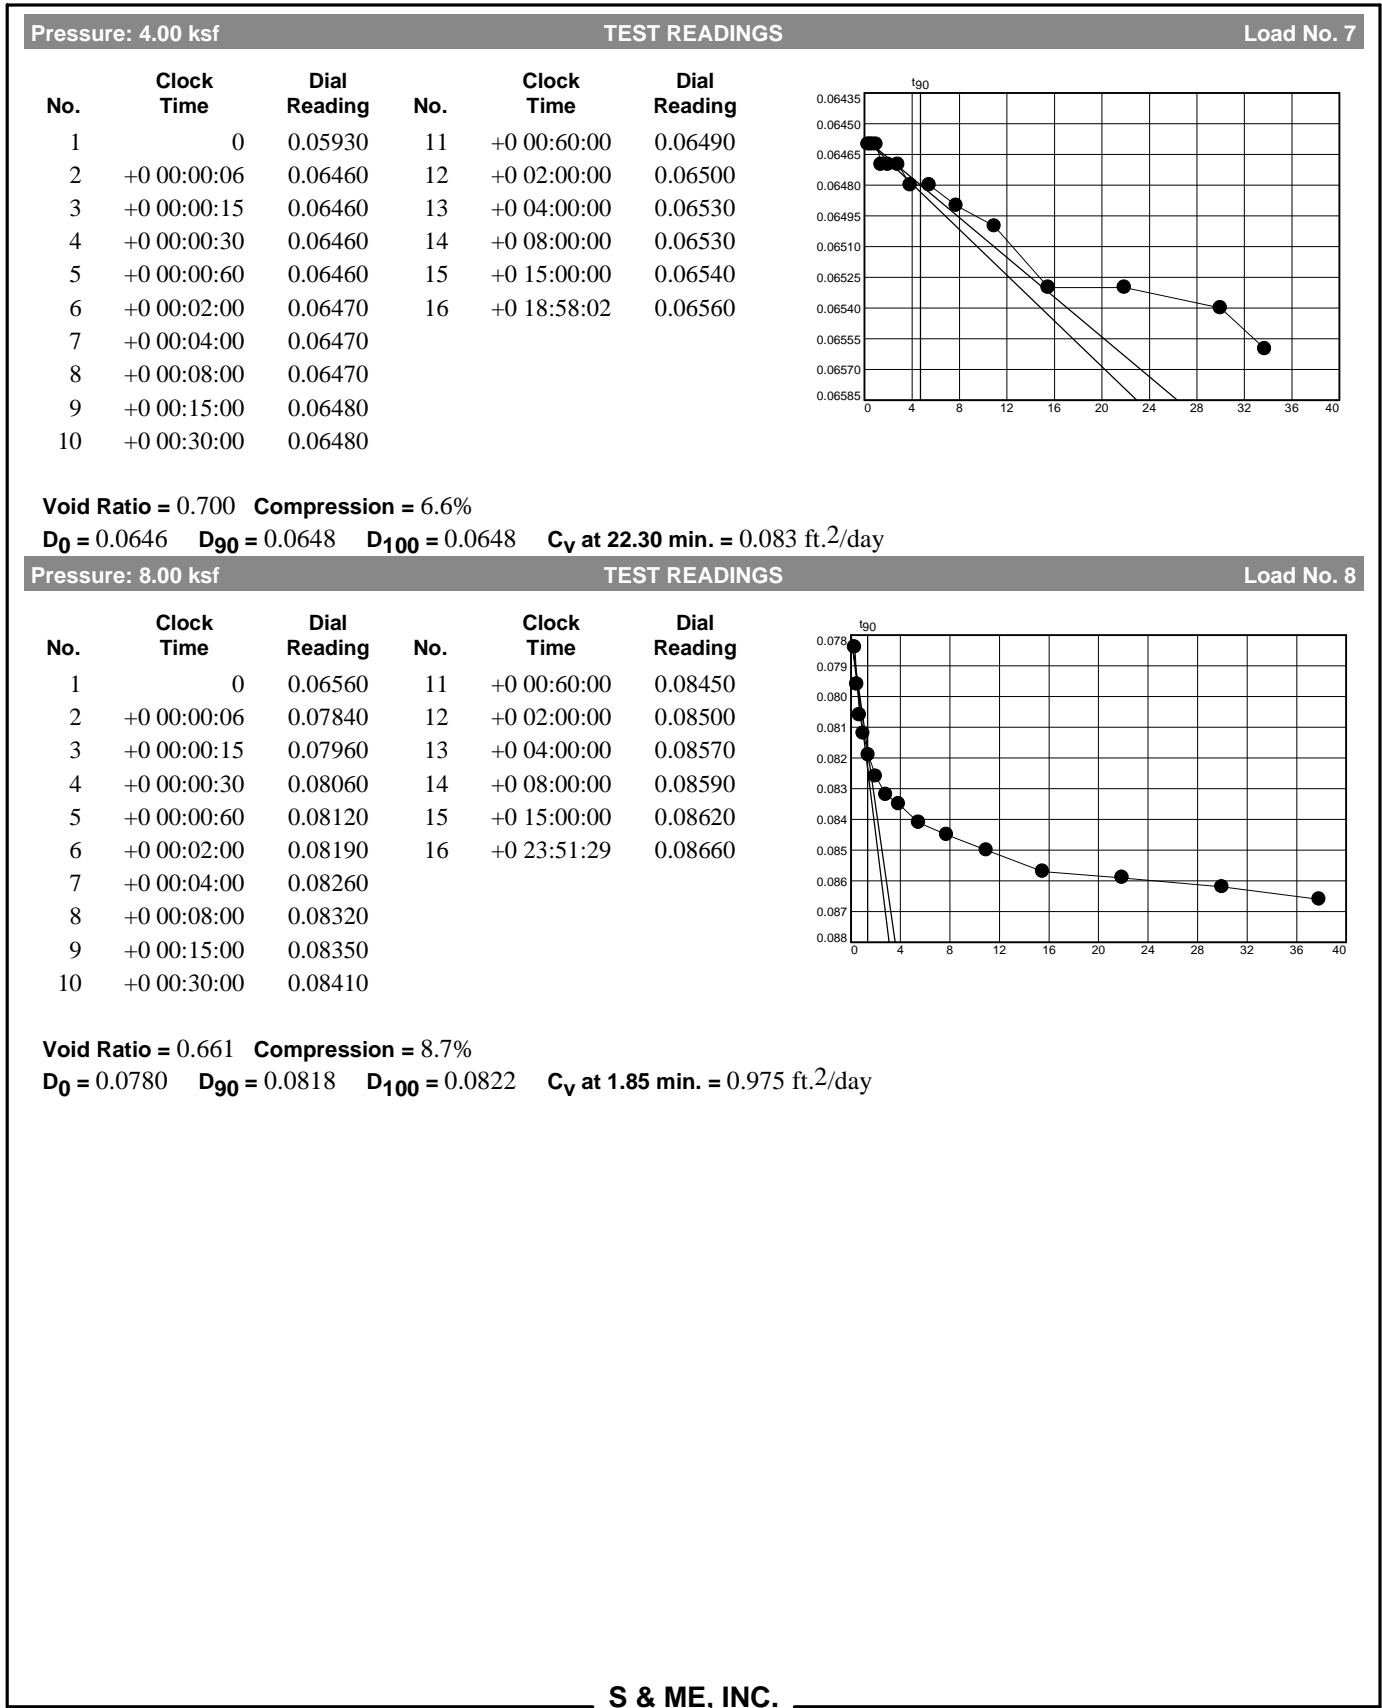 Pressure: 4.00 ksf TEST READINGS Load No. 7
No. Clock Time Dial Reading No. Clock Time Dial Reading
1 0 0.05930 11 +0 00:60:00 0.06490
2 +0 00:00:06 0.06460 12 +0 02:00:00 0.06500
3 +0 00:00:15 0.06460 13 +0 04:00:00 0.06530
4 +0 00:00:30 0.06460 14 +0 08:00:00 0.06530
5 +0 00:00:60 0.06460 15 +0 15:00:00 0.06540
6 +0 00:02:00 0.06470 16 +0 18:58:02 0.06560
7 +0 00:04:00 0.06470
8 +0 00:08:00 0.06470
9 +0 00:15:00 0.06480
10 +0 00:30:00 0.06480
t90
0.06435
0.06450
0.06465
0.06480
0.06495
0.06510
0.06525
0.06540
0.06555
0.06570
0.06585
0 4 8 12 16 20 24 28 32 36 40
Void Ratio = 0.700 Compression = 6.6%
D0 = 0.0646 D90 = 0.0648 D100 = 0.0648 Cv at 22.30 min. = 0.083 ft.2/day
Pressure: 8.00 ksf TEST READINGS Load No. 8
No. Clock Time Dial Reading No. Clock Time Dial Reading
1 0 0.06560 11 +0 00:60:00 0.08450
2 +0 00:00:06 0.07840 12 +0 02:00:00 0.08500
3 +0 00:00:15 0.07960 13 +0 04:00:00 0.08570
4 +0 00:00:30 0.08060 14 +0 08:00:00 0.08590
5 +0 00:00:60 0.08120 15 +0 15:00:00 0.08620
6 +0 00:02:00 0.08190 16 +0 23:51:29 0.08660
7 +0 00:04:00 0.08260
8 +0 00:08:00 0.08320
9 +0 00:15:00 0.08350
10 +0 00:30:00 0.08410
t90
0.078
0.079
0.080
0.081
0.082
0.083
0.084
0.085
0.086
0.087
0.088
0 4 8 12 16 20 24 28 32 36 40
Void Ratio = 0.661 Compression = 8.7%
D0 = 0.0780 D90 = 0.0818 D100 = 0.0822 Cv at 1.85 min. = 0.975 ft.2/day
S & ME, INC.